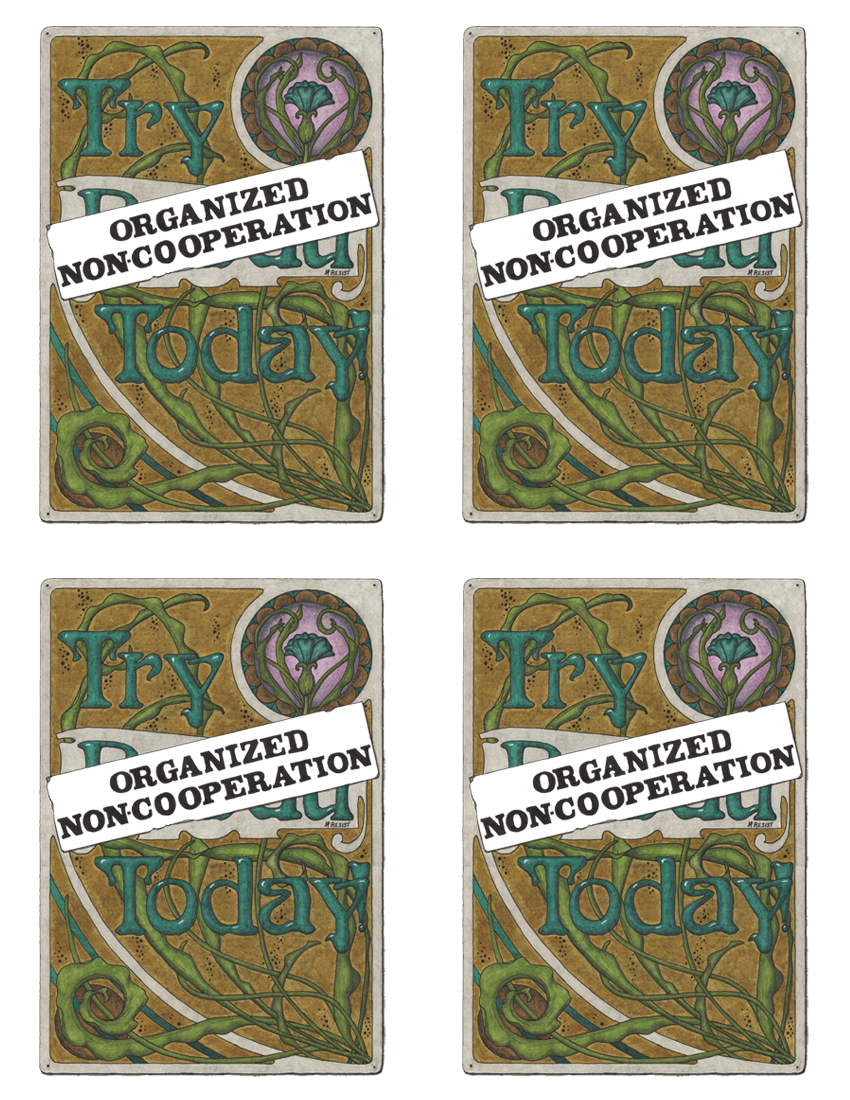 Try
ORGANIZED
NON-COOPERATION
# RESIST
Today
Try
ORGANIZED
NON-COOPERATION
# RESIST
Today
Try
ORGANIZED
NON-COOPERATION
# RESIST
Today
Try
ORGANIZED
NON-COOPERATION
# RESIST
Today